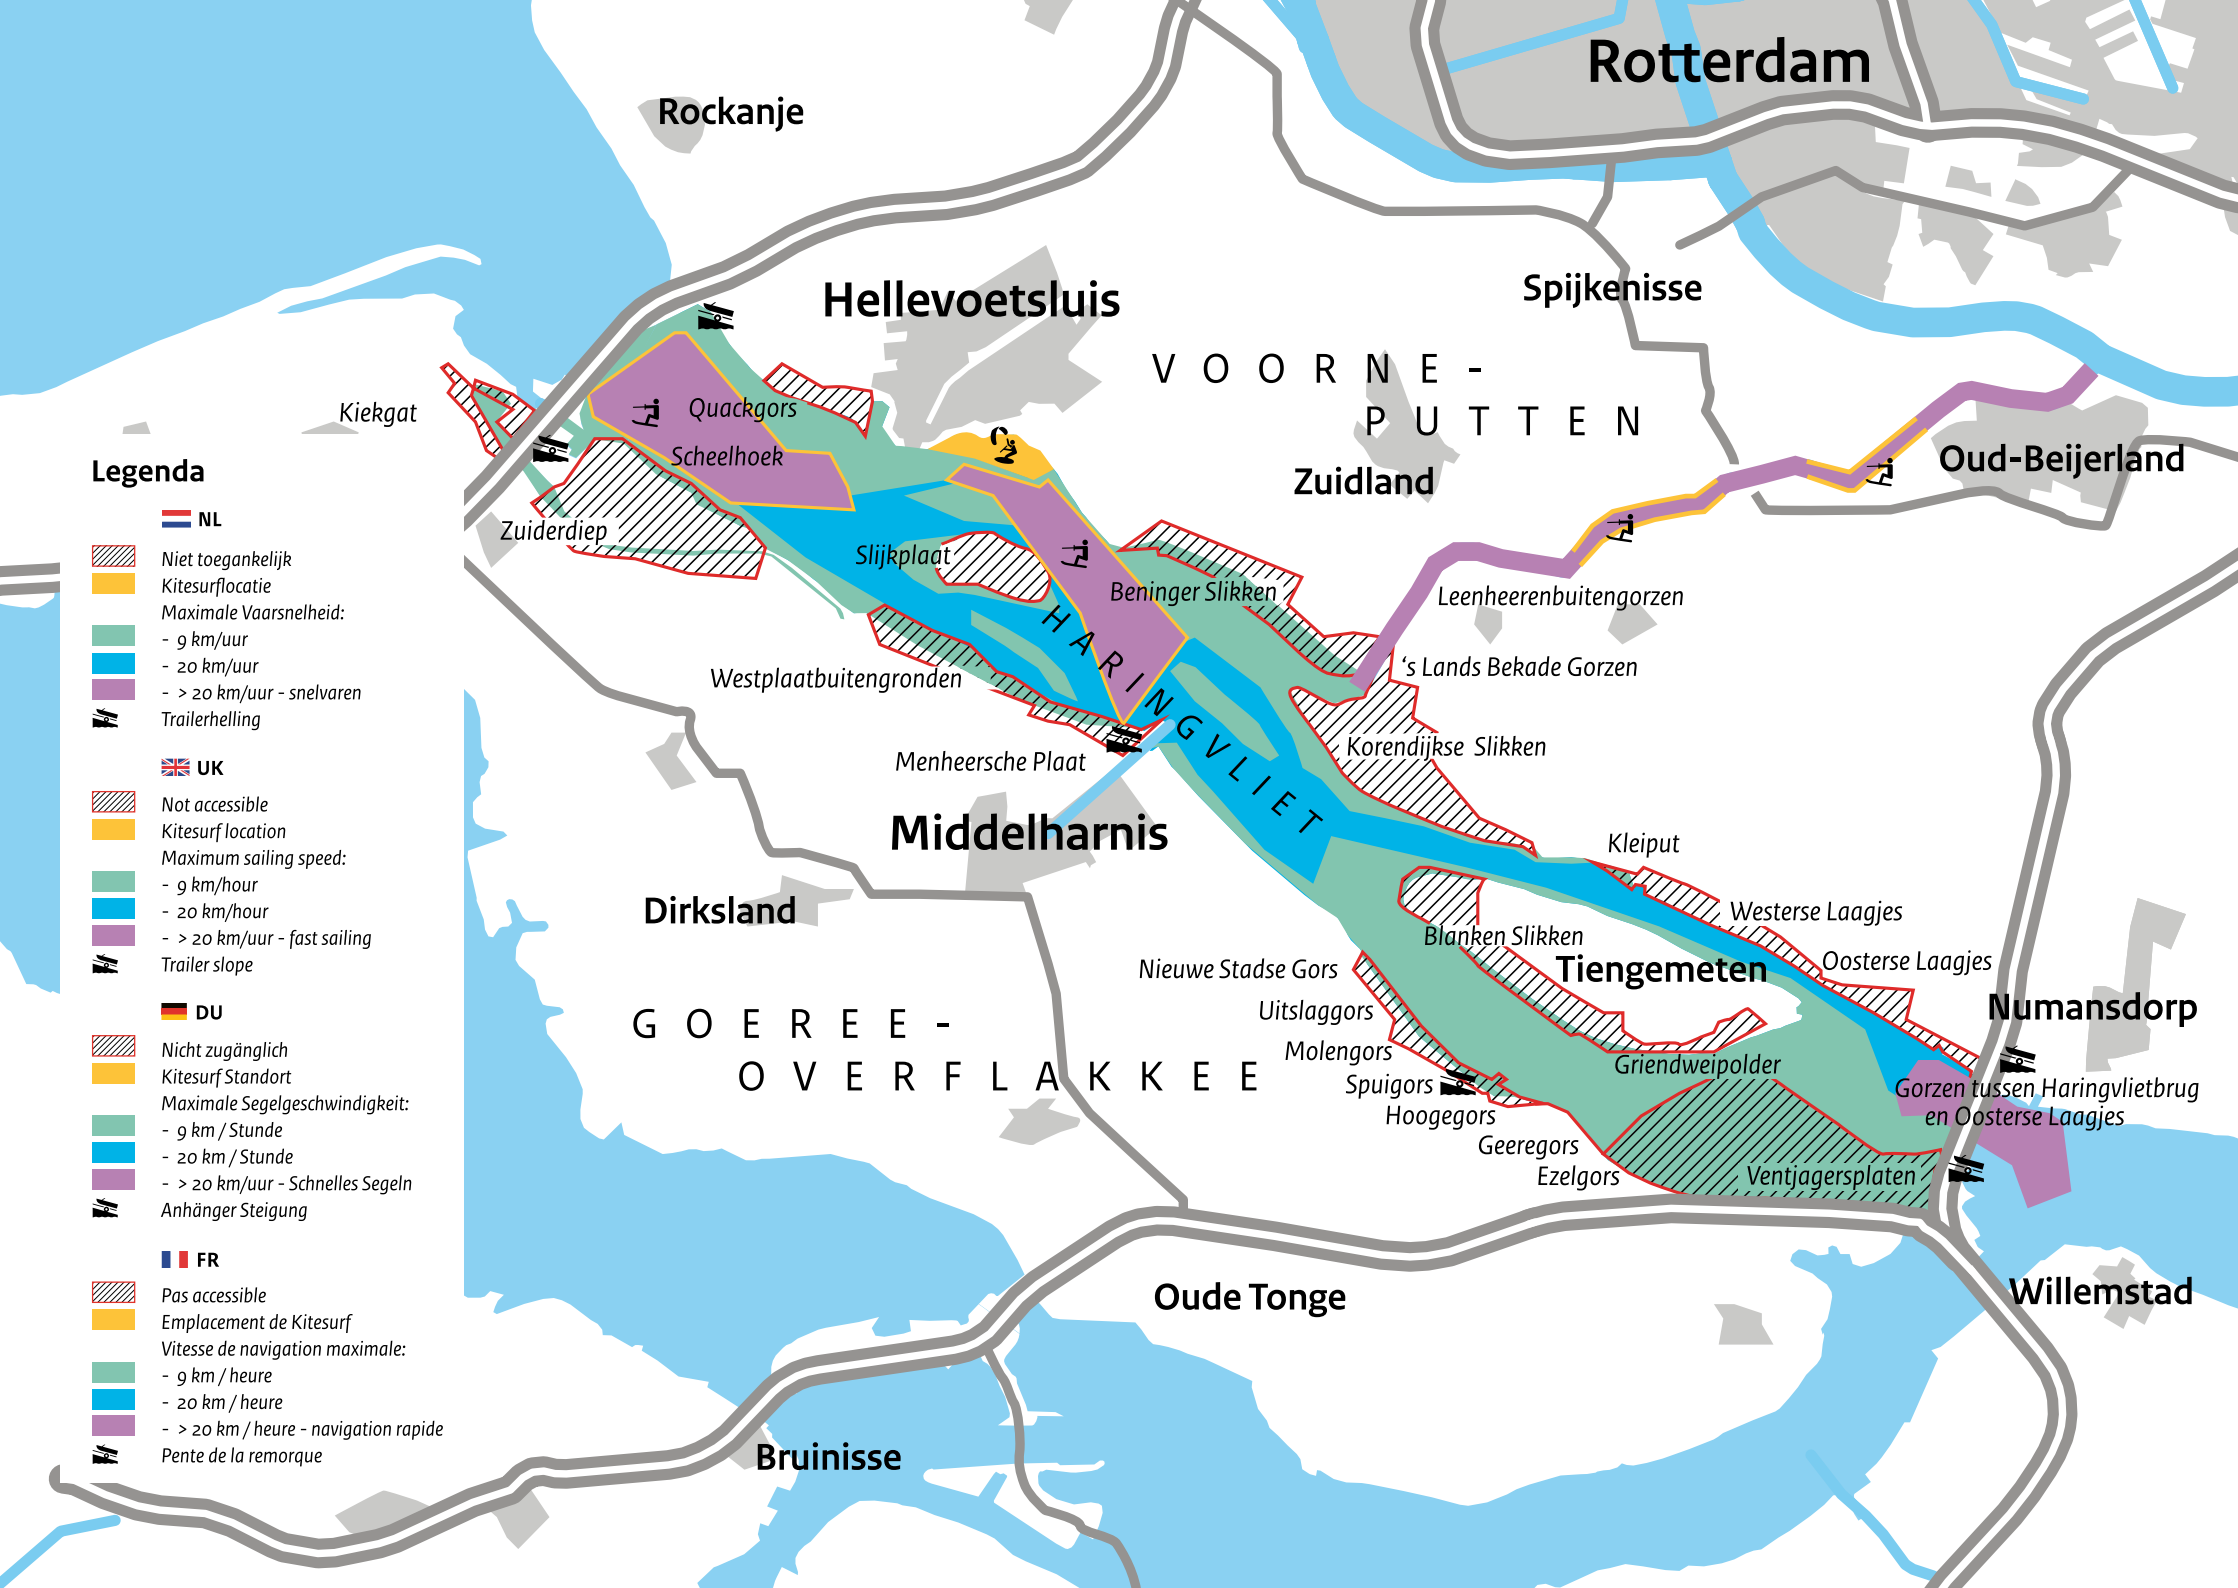 Rotterdam
Rockanje
Hellevoetsluis
Spijkenisse
VOORNE-
PUTTEN
Kiekgat
Quackgors
Scheelhoek
Zuidland
Oud-Beijerland
Zuiderdiep
Slijkplaat
Beninger Slikken
Leenheerenbuitengorzen
HARINGVLIET
Westplaatbuitengronden
‘s Lands Bekade Gorzen
Menheersche Plaat
Korendijkse Slikken
Middelharnis
Kleiput
Dirksland
Westerse Laagjes
Blanken Slikken
Nieuwe Stadse Gors
Tiengemeten
Oosterse Laagjes
Uitslaggors
Numansdorp
GOEREE-
OVERFLAKKEE
Molengors
Griendweipolder
Spuigors
Gorzen tussen Haringvlietbrug
en Oosterse Laagjes
Hoogegors
Geeregors
Ezelgors
Ventjagersplaten
Oude Tonge
Willemstad
Bruinisse
Legenda
NL
Niet toegankelijk
Kitesurflocatie
Maximale Vaarsnelheid:
- 9 km/uur
- 20 km/uur
- > 20 km/uur - snelvaren
Trailerhelling
UK
Not accessible
Kitesurf location
Maximum sailing speed:
- 9 km/hour
- 20 km/hour
- > 20 km/uur - fast sailing
Trailer slope
DU
Nicht zugänglich
Kitesurf Standort
Maximale Segelgeschwindigkeit:
- 9 km / Stunde
- 20 km / Stunde
- > 20 km/uur - Schnelles Segeln
Anhänger Steigung
FR
Pas accessible
Emplacement de Kitesurf
Vitesse de navigation maximale:
- 9 km / heure
- 20 km / heure
- > 20 km / heure - navigation rapide
Pente de la remorque